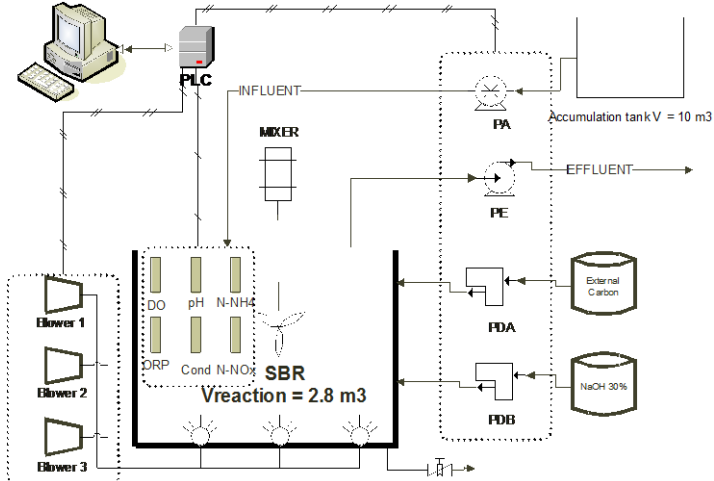 PLC
INFLUENT
PA
Accumulation tank V = 10 m3
MIXER
EFFLUENT
PE
DO
pH
N-NH4
ORP
Cond
N-NOx
External
Carbon
PDA
Blower 1
SBR
Vreaction = 2.8 m3
Blower 2
NaOH 30%
PDB
Blower 3